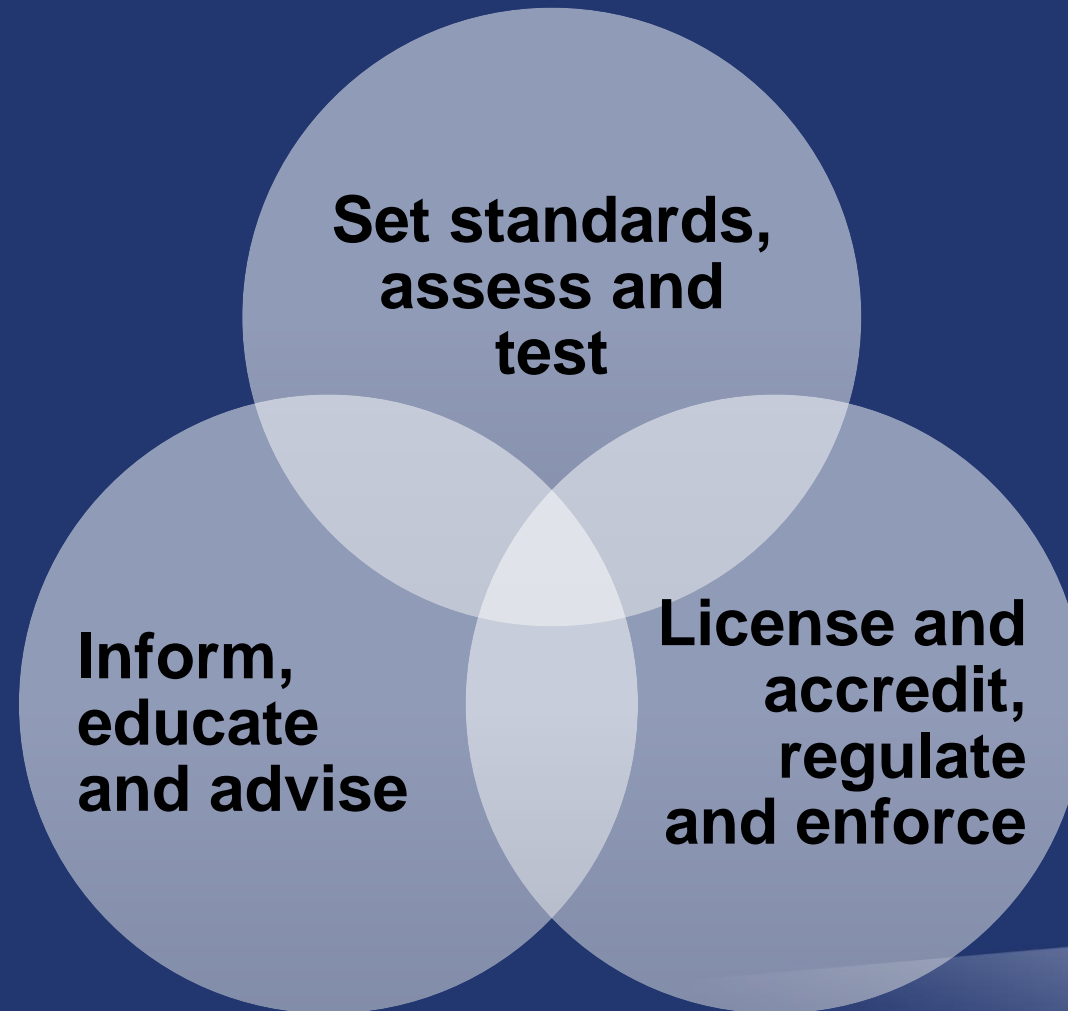 Set standards,
assess and
test
Inform,
educate
and advise
License and
accredit,
regulate
and enforce